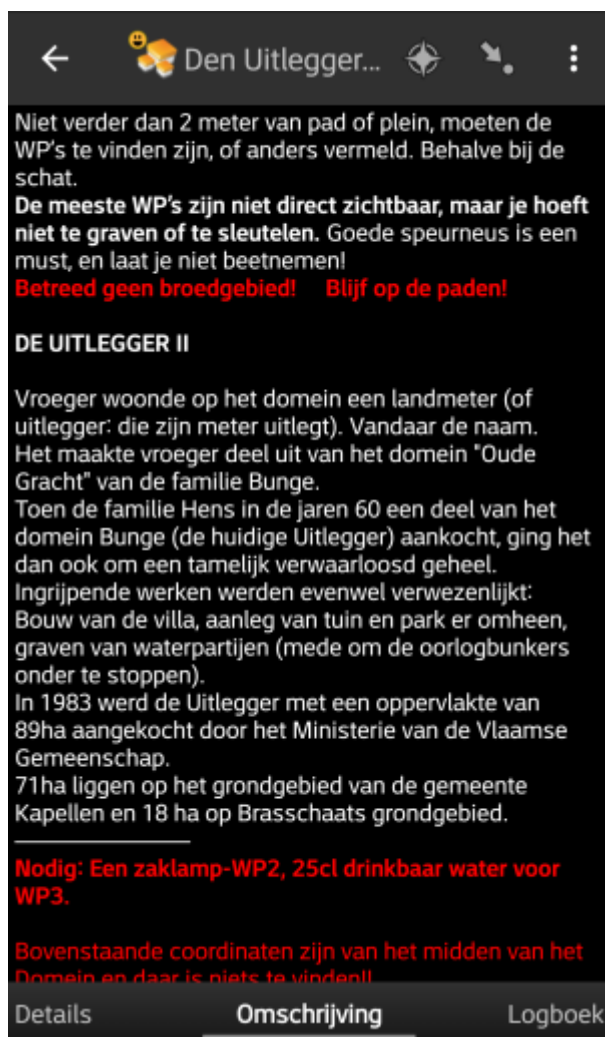 Den Uitlegger...
Niet verder dan 2 meter van pad of plein, moeten de
WP's te vinden zijn, of anders vermeld. Behalve bij de
schat.
De meeste WP's zijn niet direct zichtbaar, maar je hoeft
niet te graven of te sleutelen. Goede speurneus is een
must, en laat je niet beetnemen!
Betreed geen broedgebied! Blijf op de paden!
DE UITLEGGER II
Vroeger woonde op het domein een landmeter (of
uitlegger: die zijn meter uitlegt). Vandaar de naam.
Het maakte vroeger deel uit van het domein "Oude
Gracht" van de familie Bunge.
Toen de familie Hens in de jaren 60 een deel van het
domein Bunge (de huidige Uitlegger) aankocht, ging het
dan ook om een tamelijk verwaarloosd geheel.
Ingrijpende werken werden evenwel verwezenlijkt:
Bouw van de villa, aanleg van tuin en park er omheen,
graven van waterpartijen (mede om de oorlogbunkers
onder te stoppen).
In 1983 werd de Uitlegger met een oppervlakte van
89ha aangekocht door het Ministerie van de Vlaamse
Gemeenschap.
71ha liggen op het grondgebied van de gemeente
Kapellen en 18 ha op Brasschaats grondgebied.
Nodig: Een zaklamp-WP2, 25cl drinkbaar water voor
WP3.
Bovenstaande coordinaten zijn van het midden van het
Domein en daar is niets te vinden!!
Details Omschrijving Logboek